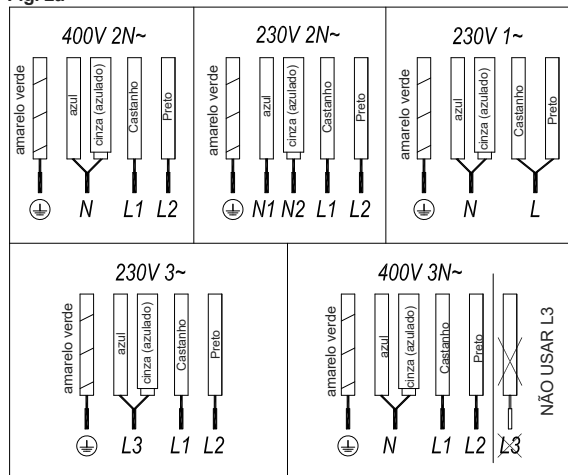 400V 2N~
amarelo verde
azul
cinza (azulado)
Castanho
Preto
N L1 L2
230V 2N~
amarelo verde
azul
cinza (azulado)
Castanho
Preto
N1 N2 L1 L2
230V 1~
amarelo verde
azul
cinza (azulado)
Castanho
Preto
N L
230V 3~
amarelo verde
azul
cinza (azulado)
Castanho
Preto
L3 L1 L2
400V 3N~
amarelo verde
azul
cinza (azulado)
Castanho
Preto
NÃO USAR L3
N L1 L2 L3